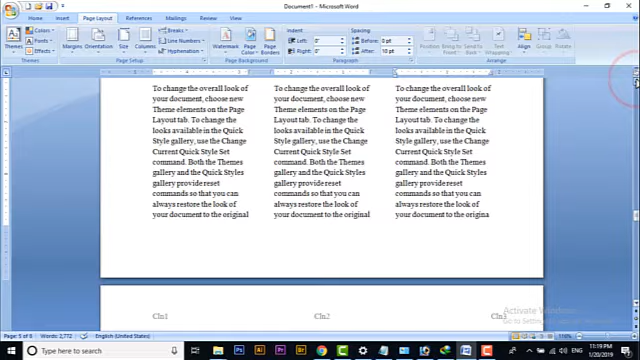 Document1 - Microsoft Word
Home Insert Page Layout References Mailings Review View
Themes Colors Fonts Effects Margins Orientation Size Columns Breaks Line Numbers Hyphenation Watermark Page Color Page Borders Indent Left: 0" Right: 0" Spacing Before: 0 pt After: 10 pt Position Bring to Front Send to Back Text Wrapping Align Group Rotate
Themes Page Setup Page Background Paragraph Arrange
To change the overall look of To change the overall look of To change the overall look of
your document, choose new your document, choose new your document, choose new
Theme elements on the Page Theme elements on the Page Theme elements on the Page
Layout tab. To change the Layout tab. To change the Layout tab. To change the
looks available in the Quick looks available in the Quick looks available in the Quick
Style gallery, use the Change Style gallery, use the Change Style gallery, use the Change
Current Quick Style Set Current Quick Style Set Current Quick Style Set
command. Both the Themes command. Both the Themes command. Both the Themes
gallery and the Quick Styles gallery and the Quick Styles gallery and the Quick Styles
gallery provide reset gallery provide reset gallery provide reset
commands so that you can commands so that you can commands so that you can
always restore the look of always restore the look of always restore the look of
your document to the original your document to the original your document to the origina
Cln1 Cln2 Cln3
Activate Windows
Go to Settings
Page: 5 of 8 Words: 2,772 English (United States) 110%
Type here to search Ps Ai Pr Br ENG 11:19 PM
1/20/2019